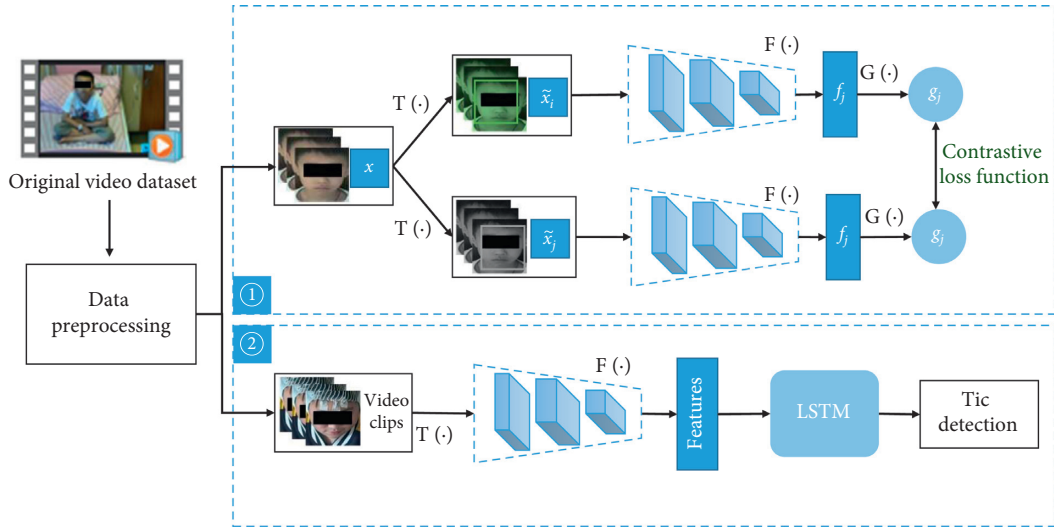 Original video dataset
Data
preprocessing
①
x
T (·)
T (·)
x̃ᵢ
F (·)
fⱼ
G (·)
gⱼ
Contrastive
loss function
x̃ⱼ
F (·)
fⱼ
G (·)
gⱼ
②
Video
clips
T (·)
F (·)
Features
LSTM
Tic
detection